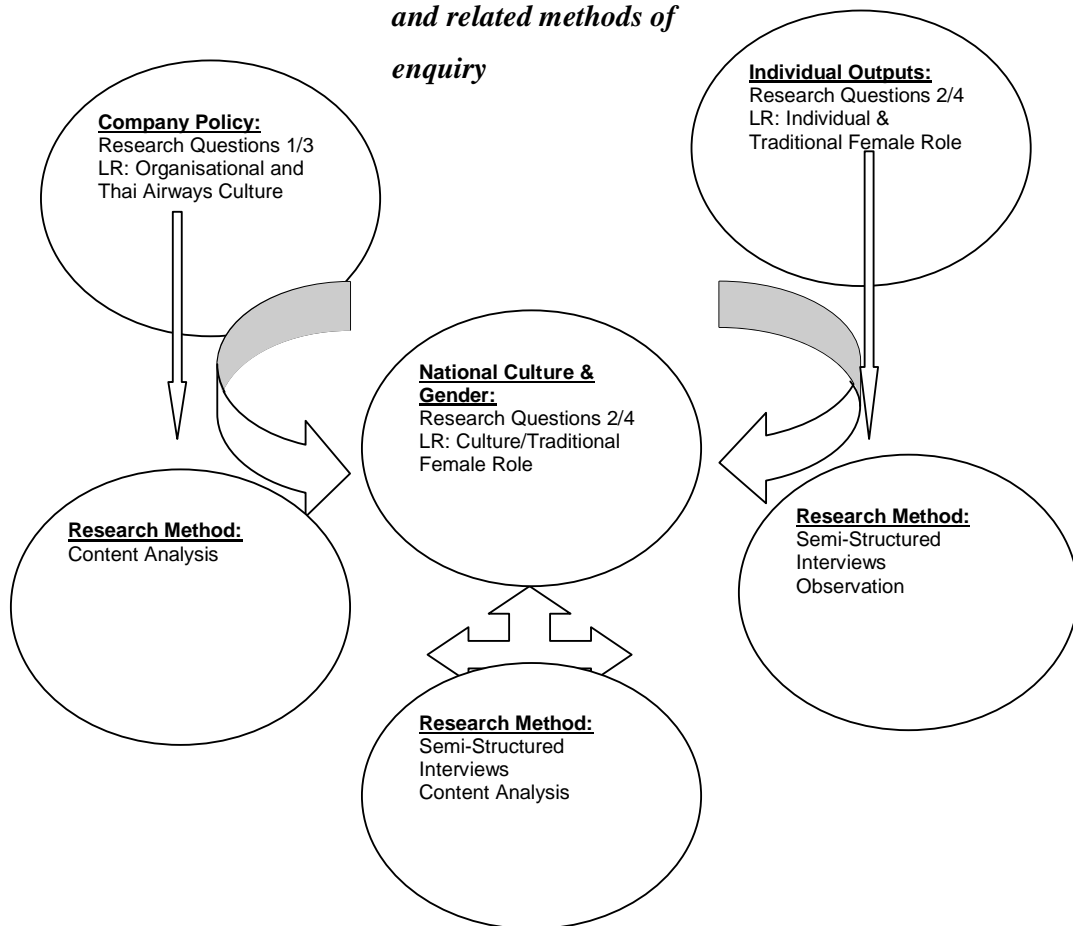 and related methods of
enquiry
Company Policy:
Research Questions 1/3
LR: Organisational and
Thai Airways Culture
Individual Outputs:
Research Questions 2/4
LR: Individual &
Traditional Female Role
National Culture &
Gender:
Research Questions 2/4
LR: Culture/Traditional
Female Role
Research Method:
Content Analysis
Research Method:
Semi-Structured
Interviews
Observation
Research Method:
Semi-Structured
Interviews
Content Analysis